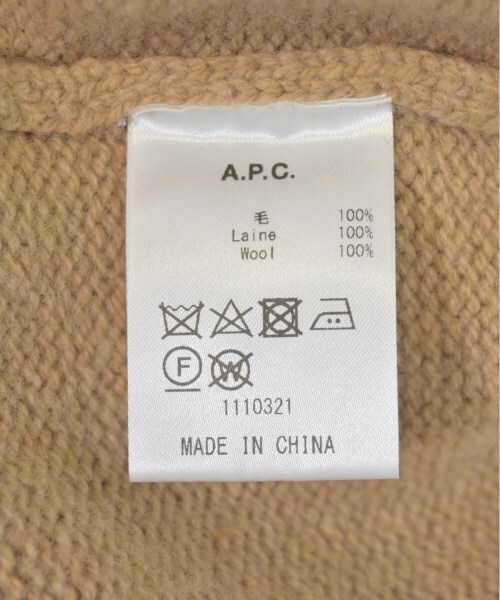 A.P.C.
毛 100%
Laine 100%
Wool 100%
F W
1110321
MADE IN CHINA